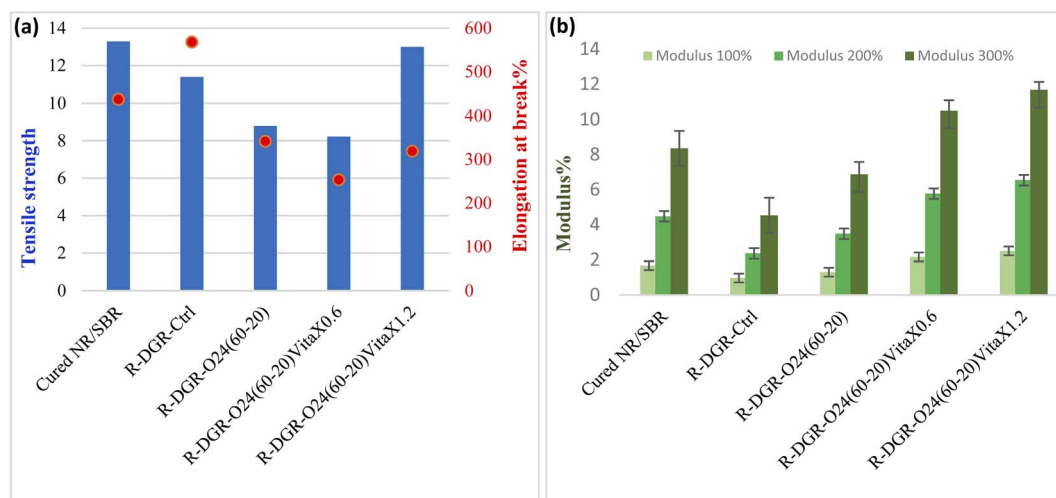 (a)
14
12
10
8
6
4
2
0
Tensile strength
600
500
400
300
200
100
0
Elongation at break%
Cured NR/SBR
R-DGR-Ctrl
R-DGR-O24(60-20)
R-DGR-O24(60-20)VitaX0.6
R-DGR-O24(60-20)VitaX1.2
(b)
Modulus 100% Modulus 200% Modulus 300%
14
12
10
8
6
4
2
0
Modulus%
Cured NR/SBR
R-DGR-Ctrl
R-DGR-O24(60-20)
R-DGR-O24(60-20)VitaX0.6
R-DGR-O24(60-20)VitaX1.2